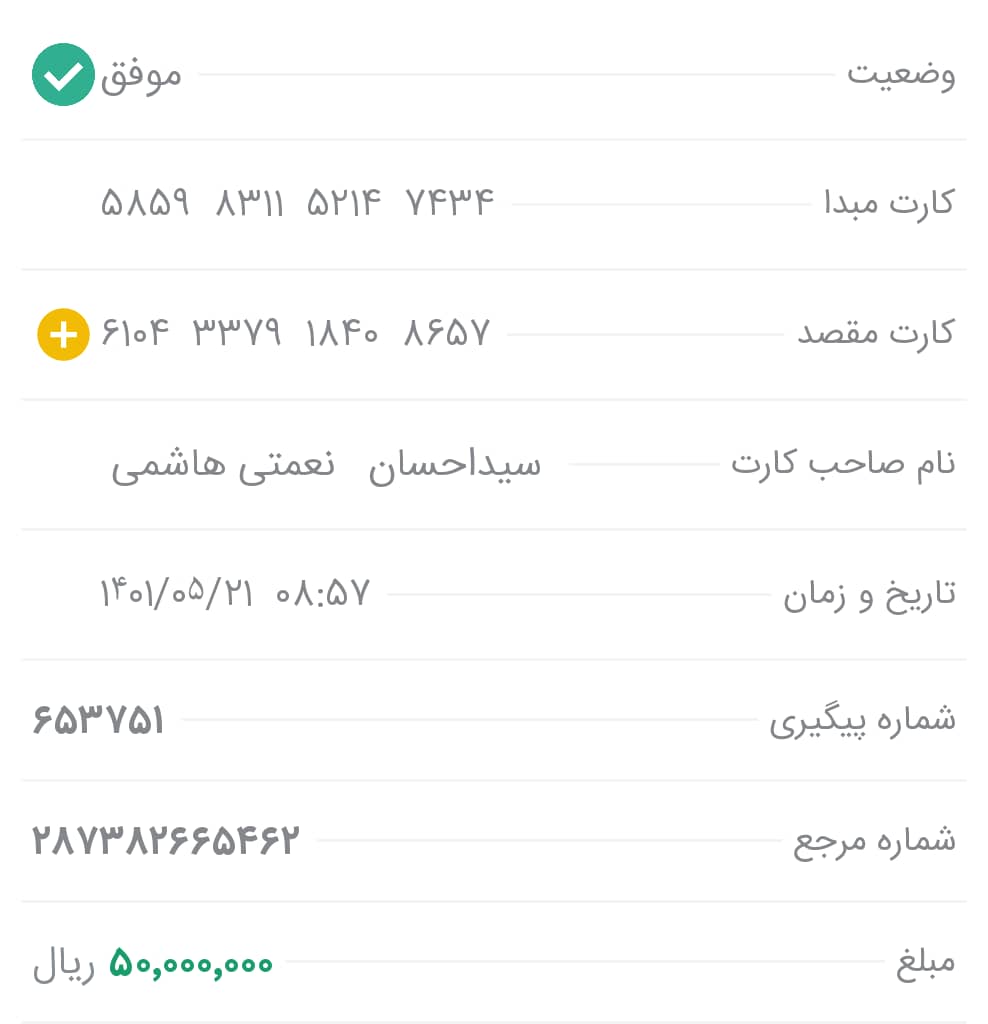 وضعیت موفق
کارت مبدا ۵۸۵۹ ۸۳۱۱ ۵۲۱۴ ۷۴۳۴
کارت مقصد ۶۱۰۴ ۳۳۷۹ ۱۸۴۰ ۸۶۵۷
نام صاحب کارت سیداحسان نعمتی هاشمی
تاریخ و زمان ۱۴۰۱/۰۵/۲۱ ۰۸:۵۷
شماره پیگیری ۶۵۳۷۵۱
شماره مرجع ۲۸۷۳۸۲۶۶۵۴۶۲
مبلغ ۵۰,۰۰۰,۰۰۰ ریال